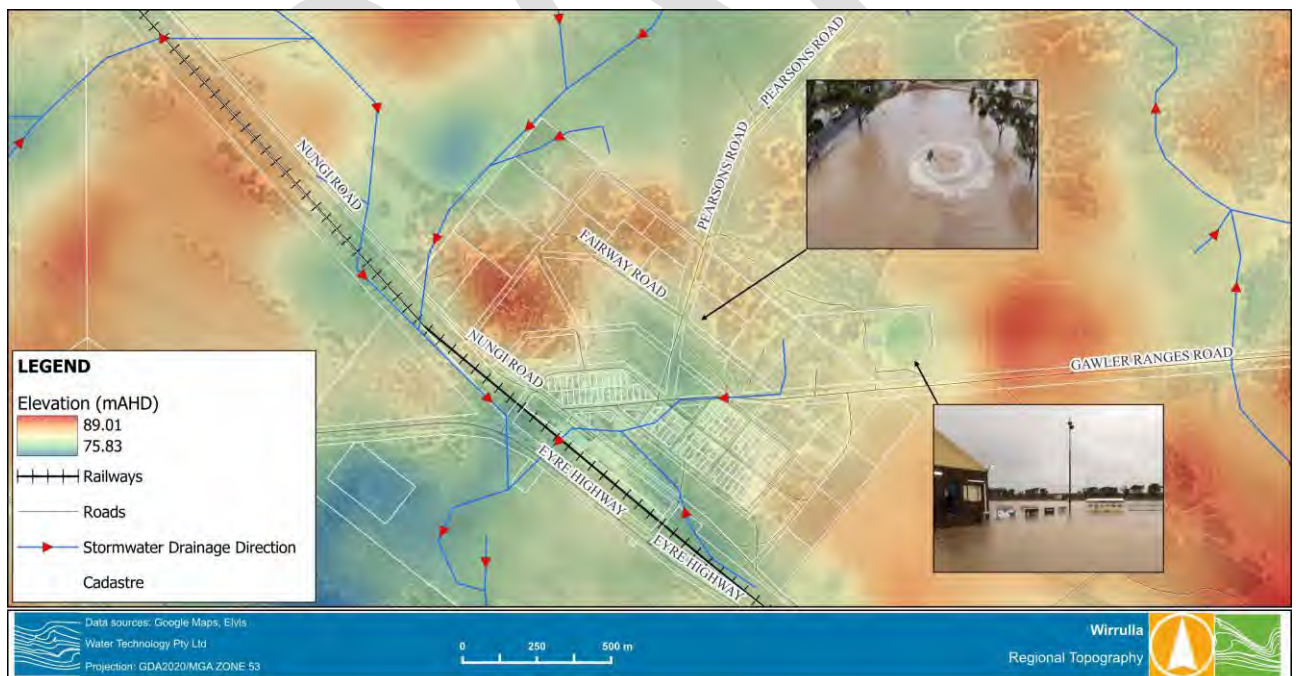 PEARSONS ROAD
PEARSONS ROAD
NUNGI ROAD
FAIRWAY ROAD
NUNGI ROAD
GAWLER RANGES ROAD
EYRE HIGHWAY
EYRE HIGHWAY
LEGEND
Elevation (mAHD)
89.01
75.83
Railways
Roads
Stormwater Drainage Direction
Cadastre
Data sources: Google Maps, Elvis
Water Technology Pty Ltd
Projection: GDA2020/MGA ZONE 53
0 250 500 m
Wirrulla
Regional Topography